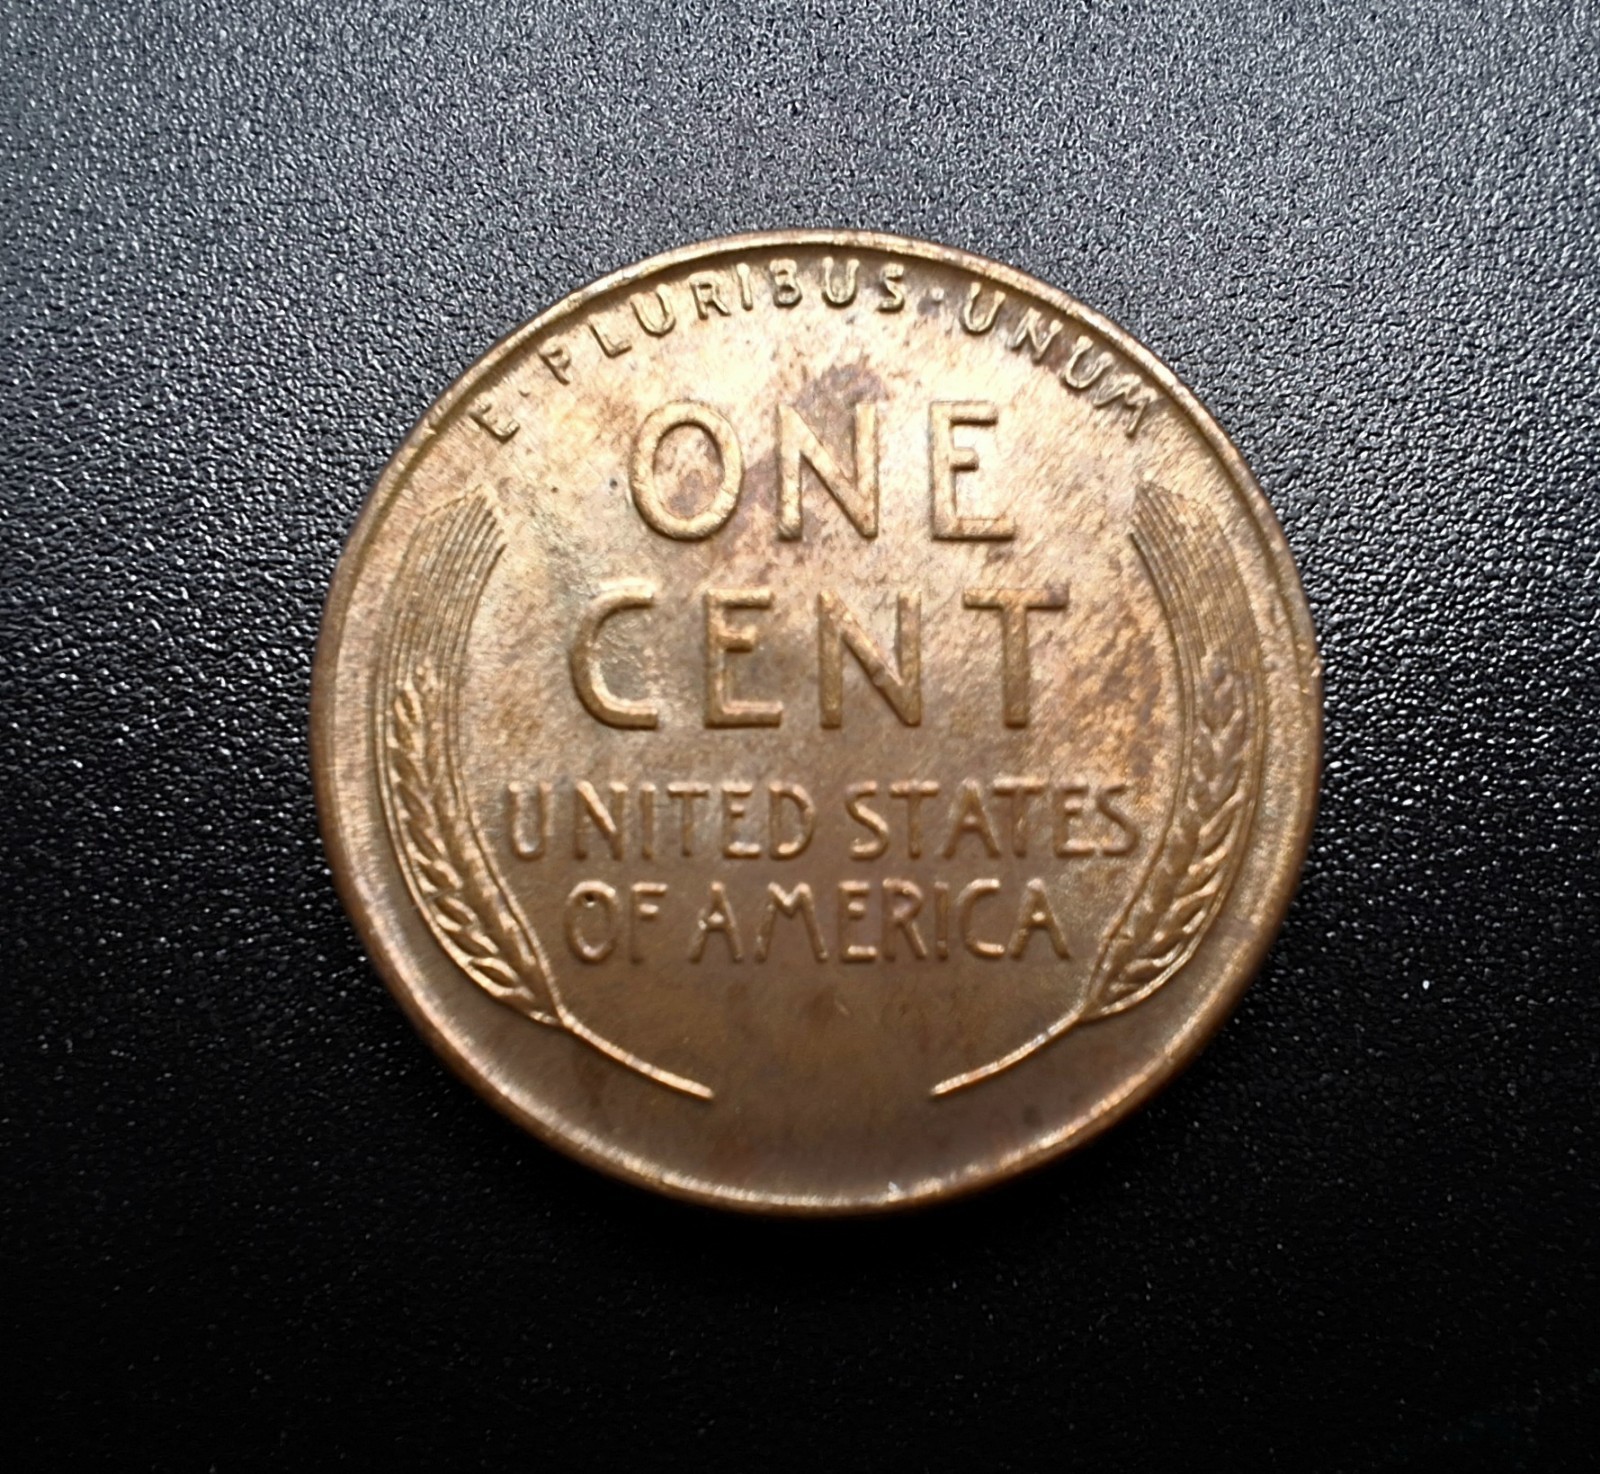 E·PLURIBUS·UNUM
ONE
CENT
UNITED STATES
OF AMERICA